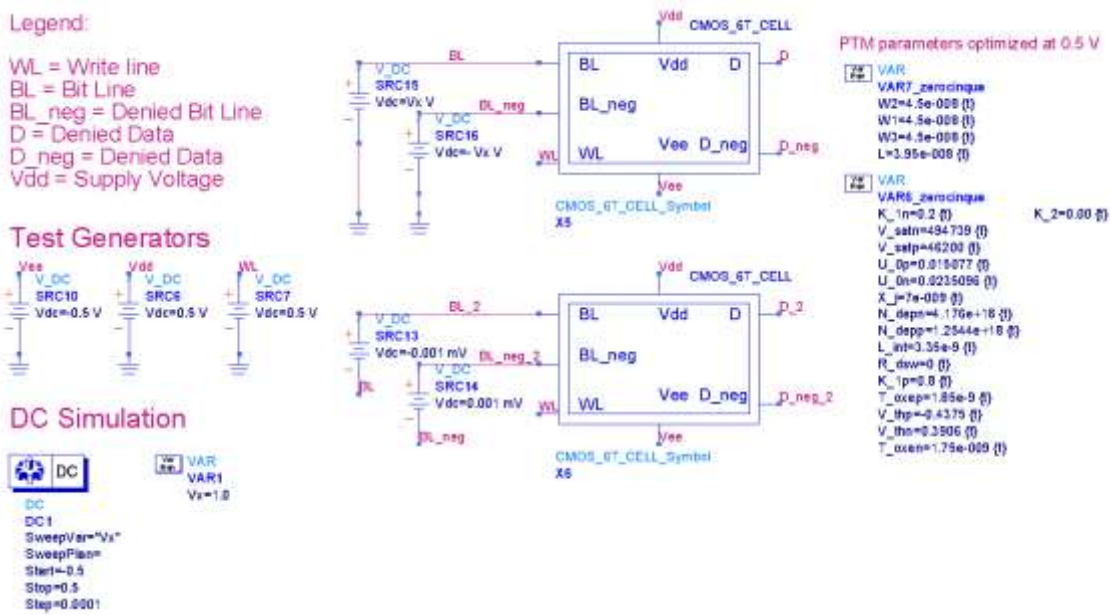 Legend:
WL = Write line
BL = Bit Line
BL_neg = Denied Bit Line
D = Denied Data
D_neg = Denied Data
Vdd = Supply Voltage
Test Generators
Vee
V_DC
SRC10
Vdc=-0.5 V
Vdd
V_DC
SRC6
Vdc=0.5 V
WL
V_DC
SRC7
Vdc=0.5 V
DC Simulation
DC
DC
DC1
SweepVar="Vx"
SweepPlan=
Start=-0.5
Stop=0.5
Step=0.0001
Var
Eqn
VAR
VAR1
Vx=1.0
Vdd
CMOS_6T_CELL
BL
V_DC
SRC15
Vdc=Vx V
BL_neg
V_DC
SRC16
Vdc=-Vx V
WL
BL Vdd D
BL_neg
WL Vee D_neg
D
D_neg
Vee
CMOS_6T_CELL_Symbol
X5
Vdd
CMOS_6T_CELL
BL_2
V_DC
SRC13
Vdc=-0.001 mV
BL
BL_neg_2
V_DC
SRC14
Vdc=0.001 mV
BL_neg
WL
BL Vdd D
BL_neg
WL Vee D_neg
D_2
D_neg_2
Vee
CMOS_6T_CELL_Symbol
X6
PTM parameters optimized at 0.5 V
Var
Eqn
VAR
VAR7_zerocinque
W2=4.5e-008 {t}
W1=4.5e-008 {t}
W3=4.5e-008 {t}
L=3.95e-008 {t}
Var
Eqn
VAR
VAR6_zerocinque
K_1n=0.2 {t} K_2=0.00 {t}
V_satn=494739 {t}
V_satp=46200 {t}
U_0p=0.015077 {t}
U_0n=0.0235096 {t}
X_j=7e-009 {t}
N_depn=4.176e+18 {t}
N_depp=1.2544e+18 {t}
L_int=3.35e-9 {t}
R_dsw=0 {t}
K_1p=0.8 {t}
T_oxep=1.85e-9 {t}
V_thp=-0.4375 {t}
V_thn=0.3906 {t}
T_oxen=1.75e-009 {t}